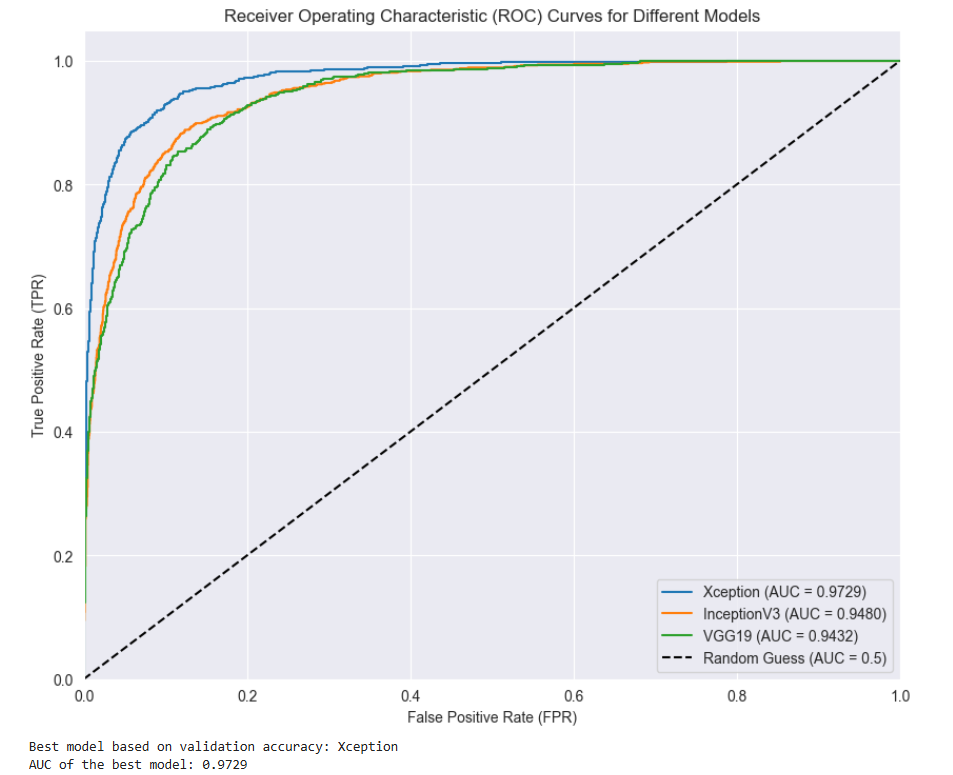 Receiver Operating Characteristic (ROC) Curves for Different Models
1.0
0.8
0.6
0.4
0.2
0.0
True Positive Rate (TPR)
Xception (AUC = 0.9729)
InceptionV3 (AUC = 0.9480)
VGG19 (AUC = 0.9432)
Random Guess (AUC = 0.5)
0.0 0.2 0.4 0.6 0.8 1.0
False Positive Rate (FPR)
Best model based on validation accuracy: Xception
AUC of the best model: 0.9729